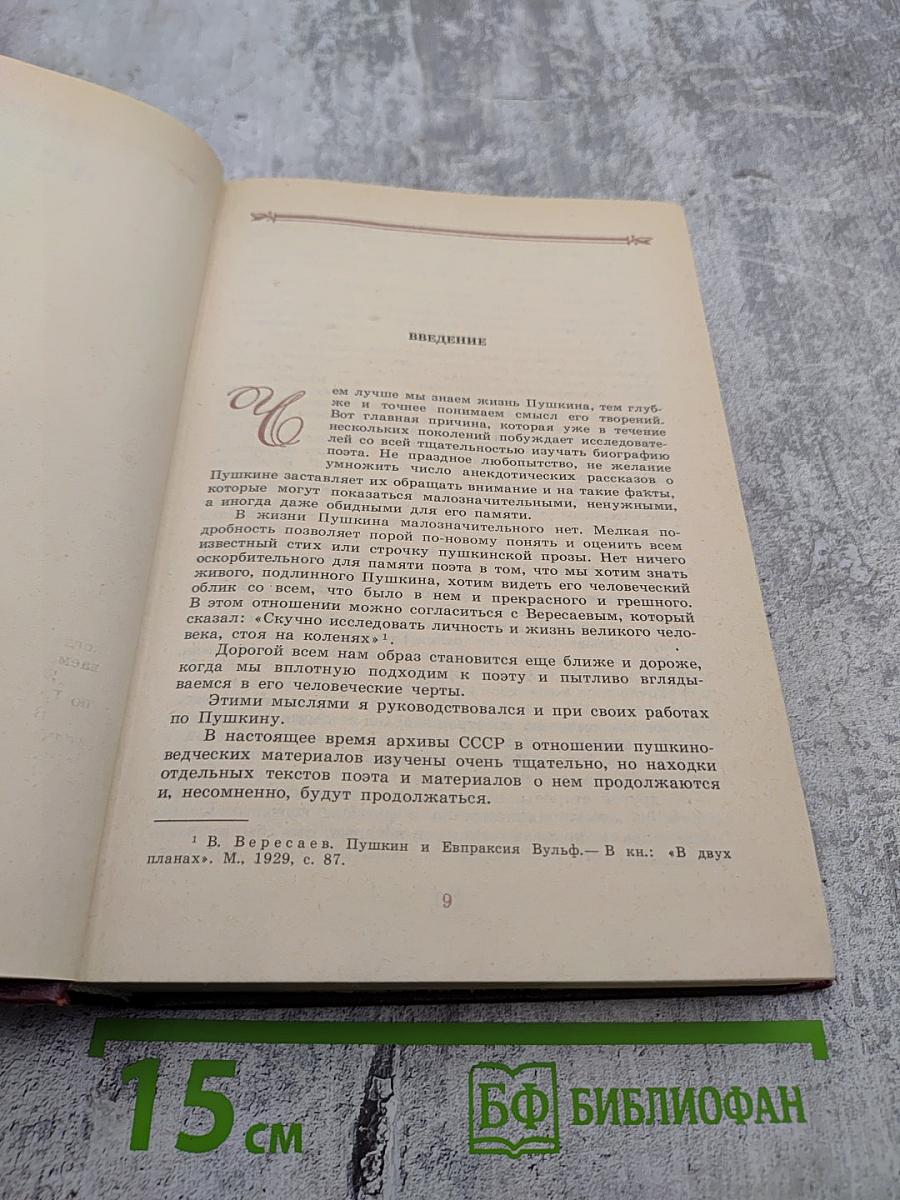 ВВЕДЕНИЕ
Чем лучше мы знаем жизнь Пушкина, тем глуб-
же и точнее понимаем смысл его творений.
Вот главная причина, которая уже в течение
нескольких поколений побуждает исследовате-
лей со всей тщательностью изучать биографию
поэта. Не праздное любопытство, не желание
умножить число анекдотических рассказов о
Пушкине заставляет их обращать внимание и на такие факты,
которые могут показаться малозначительными, ненужными,
а иногда даже обидными для его памяти.
В жизни Пушкина малозначительного нет. Мелкая по-
дробность позволяет порой по-новому понять и оценить всем
известный стих или строчку пушкинской прозы. Нет ничего
оскорбительного для памяти поэта в том, что мы хотим знать
живого, подлинного Пушкина, хотим видеть его человеческий
облик со всем, что было в нем и прекрасного и грешного.
В этом отношении можно согласиться с Вересаевым, который
сказал: «Скучно исследовать личность и жизнь великого чело-
века, стоя на коленях»¹.
Дорогой всем нам образ становится еще ближе и дороже,
когда мы вплотную подходим к поэту и пытливо вгляды-
ваемся в его человеческие черты.
Этими мыслями я руководствовался и при своих работах
по Пушкину.
В настоящее время архивы СССР в отношении пушкино-
ведческих материалов изучены очень тщательно, но находки
отдельных текстов поэта и материалов о нем продолжаются
и, несомненно, будут продолжаться.
¹ В. Вересаев. Пушкин и Евпраксия Вульф.— В кн.: «В двух
планах». М., 1929, с. 87.
9
15 см
БФ БИБЛИОФАН